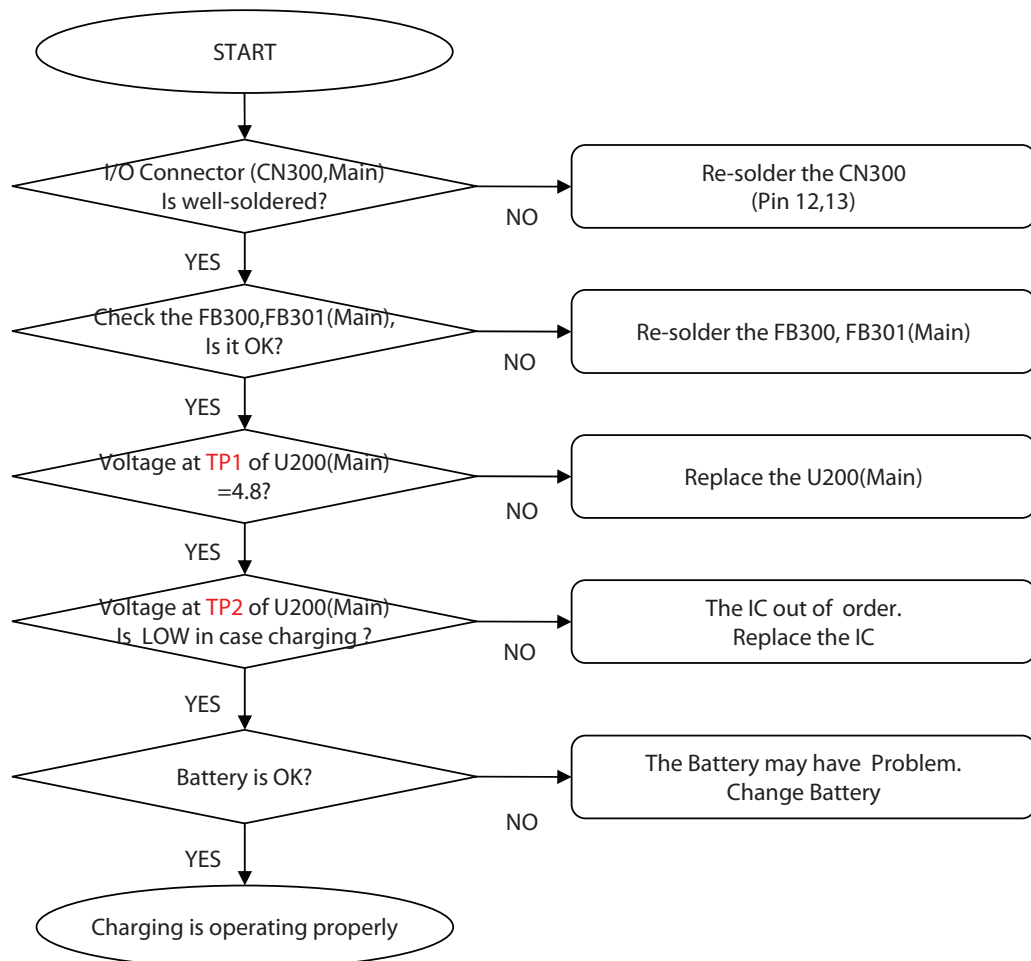 START
I/O Connector (CN300,Main)
Is well-soldered?
Re-solder the CN300
(Pin 12,13)
NO
YES
Check the FB300,FB301(Main),
Is it OK?
Re-solder the FB300, FB301(Main)
NO
YES
Voltage at TP1 of U200(Main)
=4.8?
Replace the U200(Main)
NO
YES
Voltage at TP2 of U200(Main)
Is LOW in case charging ?
The IC out of order.
Replace the IC
NO
YES
Battery is OK?
The Battery may have Problem.
Change Battery
NO
YES
Charging is operating properly